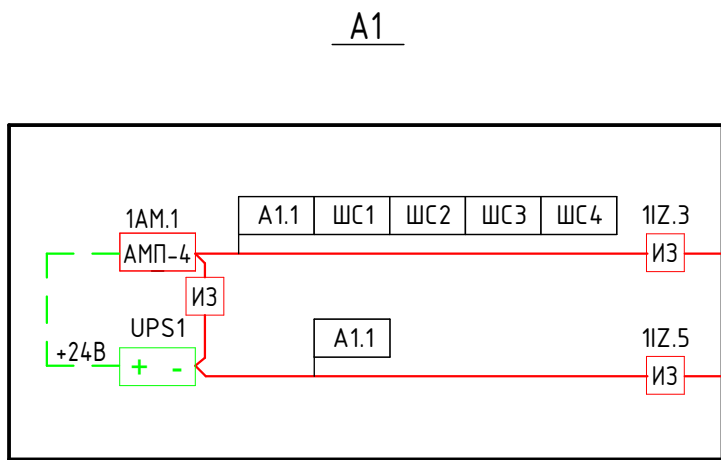 А1
1АМ.1
А1.1 ШС1 ШС2 ШС3 ШС4
1IZ.3
АМП-4
ИЗ
ИЗ
UPS1
А1.1
1IZ.5
+24В
+ -
ИЗ